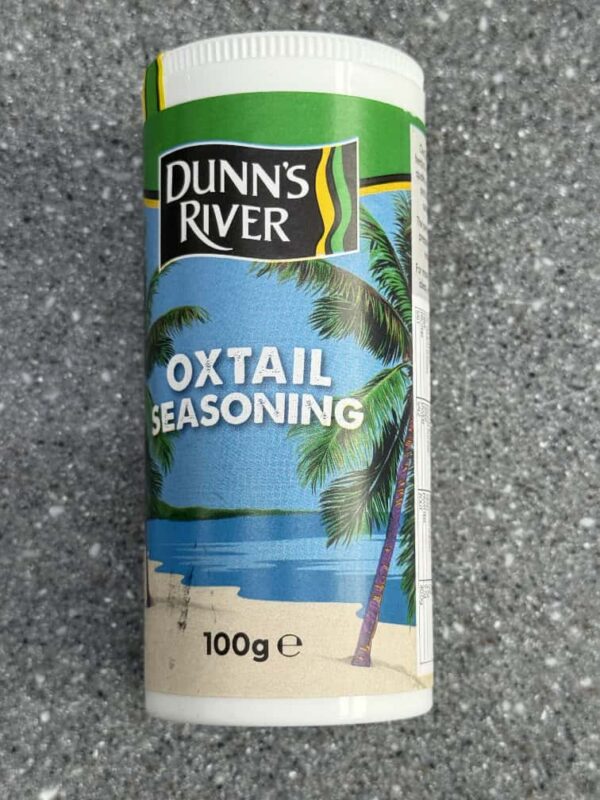 DUNN'S
RIVER
OXTAIL
SEASONING
100g ℮